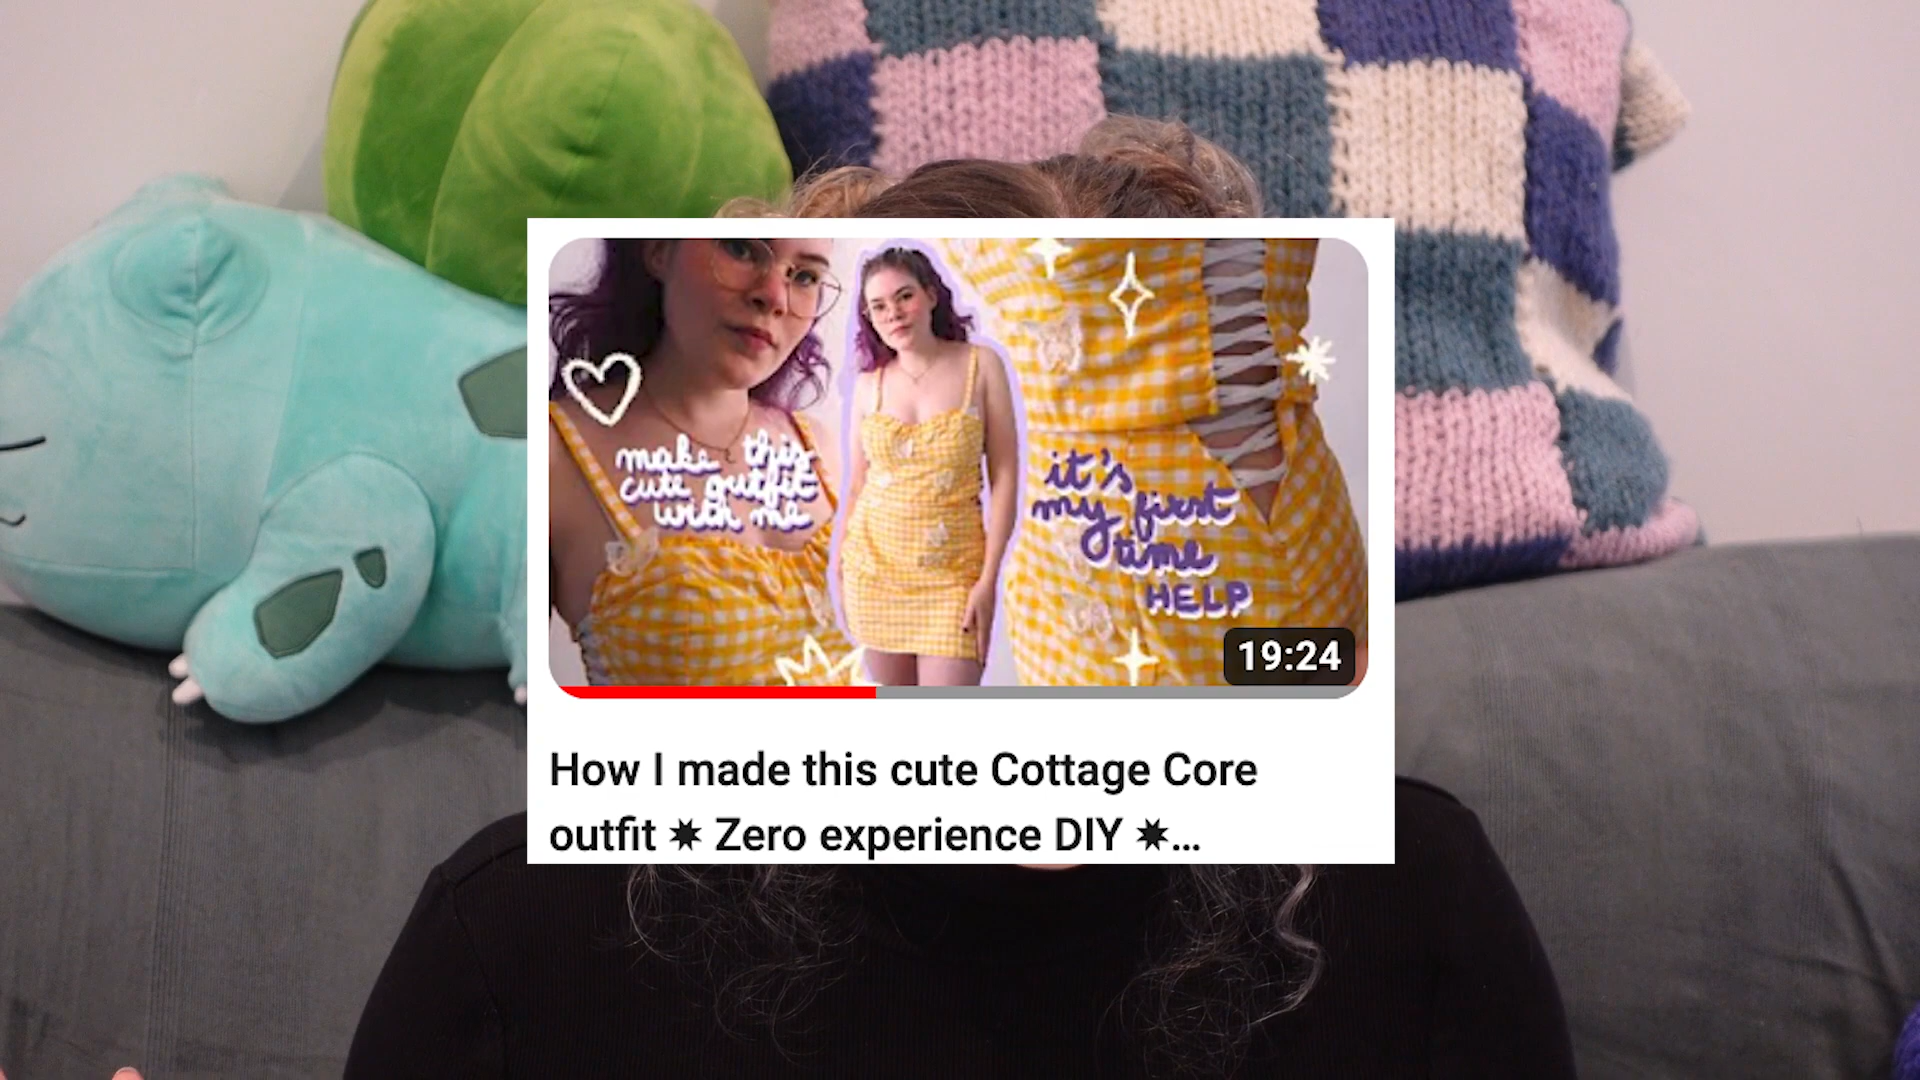 make this
cute outfit
with me
it's
my first
time
HELP
19:24
How I made this cute Cottage Core
outfit ✸ Zero experience DIY ✸...